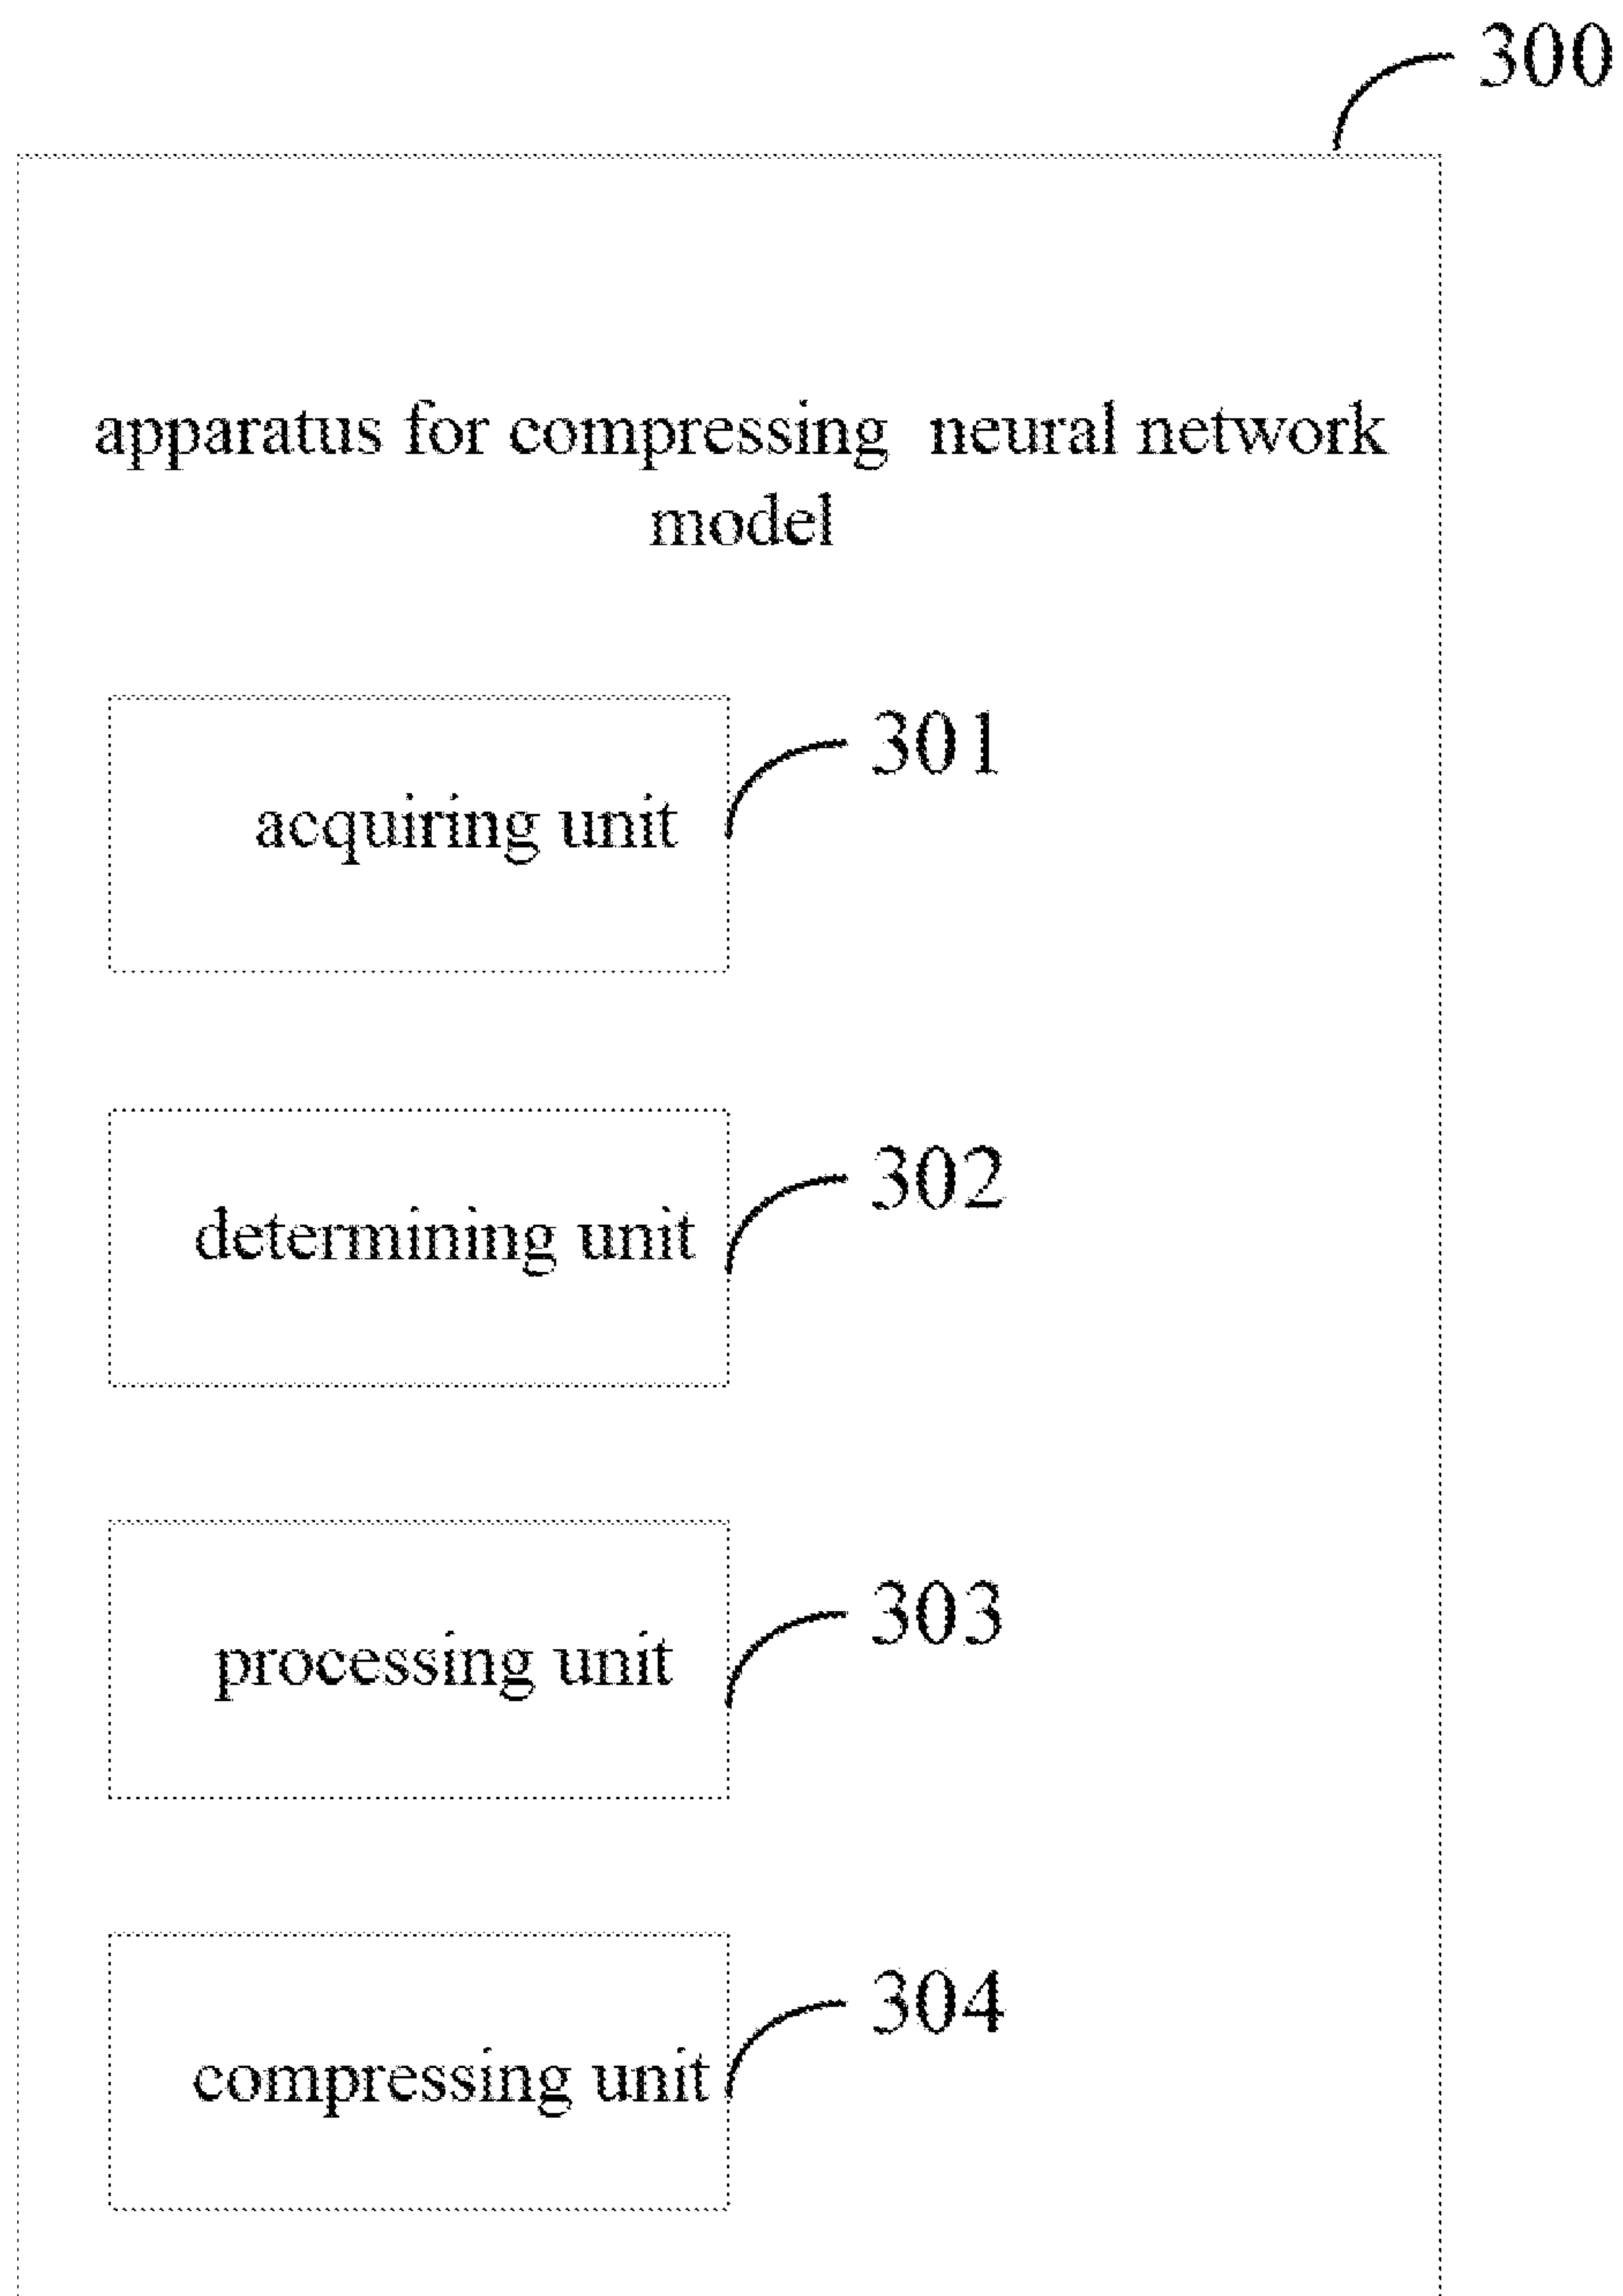 300
apparatus for compressing neural network
model
301
acquiring unit
302
determining unit
303
processing unit
304
compressing unit